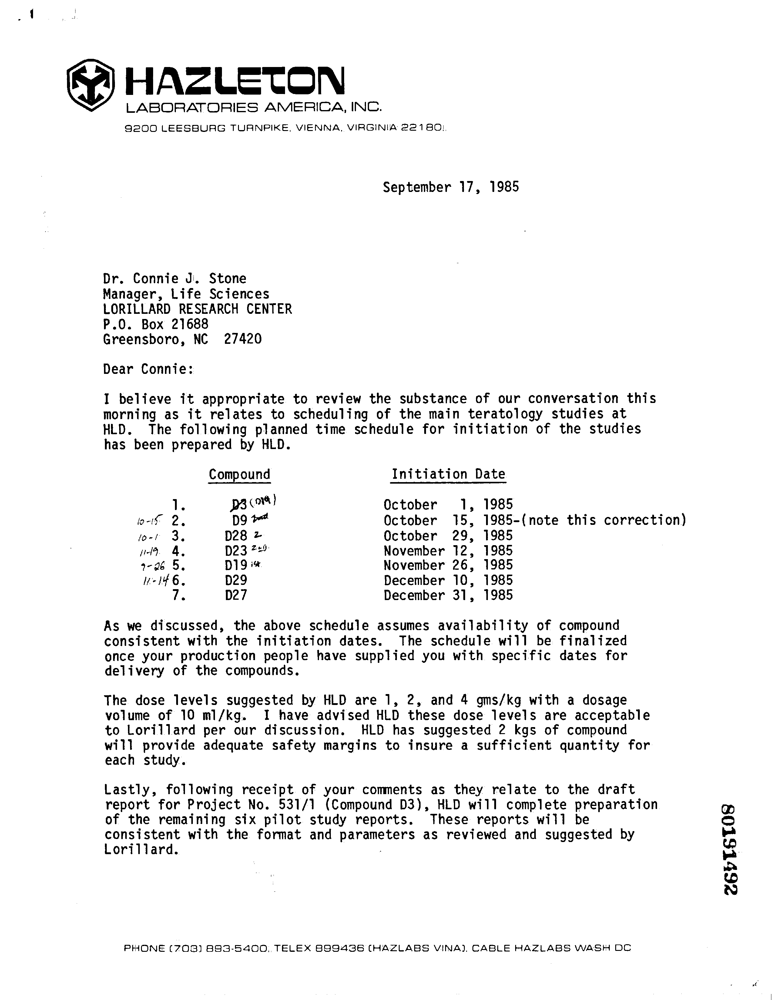 HAZLETON
LABORATORIES AMERICA, INC.
9200 LEESBURG TURNPIKE, VIENNA, VIRGINIA 22180
September 17, 1985
Dr. Connie J. Stone
Manager, Life Sciences
LORILLARD RESEARCH CENTER
P.O. Box 21688
Greensboro, NC 27420
Dear Connie:
I believe it appropriate to review the substance of our conversation this
morning as it relates to scheduling of the main teratology studies at
HLD. The following planned time schedule for initiation of the studies
has been prepared by HLD.
Compound Initiation Date
1. D3 (D19) October 1, 1985
10-15 2. D9 October 15, 1985-(note this correction)
10-1 3. D28 2 October 29, 1985
11-19 4. D23 November 12, 1985
5. D19 November 26, 1985
11-14 6. D29 December 10, 1985
7. D27 December 31, 1985
As we discussed, the above schedule assumes availability of compound
consistent with the initiation dates. The schedule will be finalized
once your production people have supplied you with specific dates for
delivery of the compounds.
The dose levels suggested by HLD are 1, 2, and 4 gms/kg with a dosage
volume of 10 ml/kg. I have advised HLD these dose levels are acceptable
to Lorillard per our discussion. HLD has suggested 2 kgs of compound
will provide adequate safety margins to insure a sufficient quantity for
each study.
Lastly, following receipt of your comments as they relate to the draft
report for Project No. 531/1 (Compound D3), HLD will complete preparation
of the remaining six pilot study reports. These reports will be
consistent with the format and parameters as reviewed and suggested by
Lorillard.
80191492
PHONE (703) 893-5400, TELEX 899436 (HAZLABS VINA), CABLE HAZLABS WASH DC